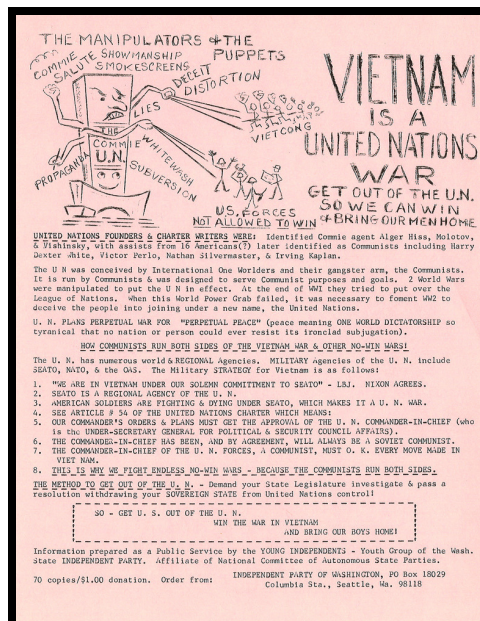 THE MANIPULATORS & THE
PUPPETS
COMMIE SHOWMANSHIP
SALUTE SMOKESCREENS
DECEIT
DISTORTION
LIES
VIETCONG
THE
COMMIE
U.N.
PROPAGANDA
WHITEWASH
SUBVERSION
U.S. FORCES
NOT ALLOWED TO WIN
VIETNAM
IS A
UNITED NATIONS
WAR
GET OUT OF THE U.N.
SO WE CAN WIN
& BRING OUR MEN HOME
UNITED NATIONS FOUNDERS & CHARTER WRITERS WERE: Identified Commie agent Alger Hiss, Molotov,
& Vishinsky, with assists from 16 Americans(?) later identified as Communists including Harry
Dexter White, Victor Perlo, Nathan Silvermaster, & Irving Kaplan.
The U N was conceived by International One Worlders and their gangster arm, the Communists.
It is run by Communists & was designed to serve Communist purposes and goals. 2 World Wars
were manipulated to put the U N in effect. At the end of WWI they tried to put over the
League of Nations. When this World Power Grab failed, it was necessary to foment WW2 to
deceive the people into joining under a new name, the United Nations.
U. N. PLANS PERPETUAL WAR FOR "PERPETUAL PEACE" (peace meaning ONE WORLD DICTATORSHIP so
tyranical that no nation or person could ever resist its ironclad subjugation).
HOW COMMUNISTS RUN BOTH SIDES OF THE VIETNAM WAR & OTHER NO-WIN WARS!
The U. N. has numerous world & REGIONAL Agencies. MILITARY Agencies of the U. N. include
SEATO, NATO, & the OAS. The Military STRATEGY for Vietnam is as follows:
1. "WE ARE IN VIETNAM UNDER OUR SOLEMN COMMITMENT TO SEATO" - LBJ. NIXON AGREES.
2. SEATO IS A REGIONAL AGENCY OF THE U. N.
3. AMERICAN SOLDIERS ARE FIGHTING & DYING UNDER SEATO, WHICH MAKES IT A U. N. WAR.
4. SEE ARTICLE # 54 OF THE UNITED NATIONS CHARTER WHICH MEANS:
5. OUR COMMANDER'S ORDERS & PLANS MUST GET THE APPROVAL OF THE U. N. COMMANDER-IN-CHIEF (who
is the UNDER-SECRETARY GENERAL FOR POLITICAL & SECURITY COUNCIL AFFAIRS).
6. THE COMMANDER-IN-CHIEF HAS BEEN, AND BY AGREEMENT, WILL ALWAYS BE A SOVIET COMMUNIST.
7. THE COMMANDER-IN-CHIEF OF THE U. N. FORCES, A COMMUNIST, MUST O. K. EVERY MOVE MADE IN
VIET NAM.
8. THIS IS WHY WE FIGHT ENDLESS NO-WIN WARS - BECAUSE THE COMMUNISTS RUN BOTH SIDES.
THE METHOD TO GET OUT OF THE U. N. - Demand your State Legislature investigate & pass a
resolution withdrawing your SOVEREIGN STATE from United Nations control!
SO - GET U. S. OUT OF THE U. N.
WIN THE WAR IN VIETNAM
AND BRING OUR BOYS HOME!
Information prepared as a Public Service by the YOUNG INDEPENDENTS - Youth Group of the Wash.
State INDEPENDENT PARTY. Affiliate of National Committee of Autonomous State Parties.
70 copies/$1.00 donation. Order from: INDEPENDENT PARTY OF WASHINGTON, PO Box 18029
Columbia Sta., Seattle, Wa. 98118